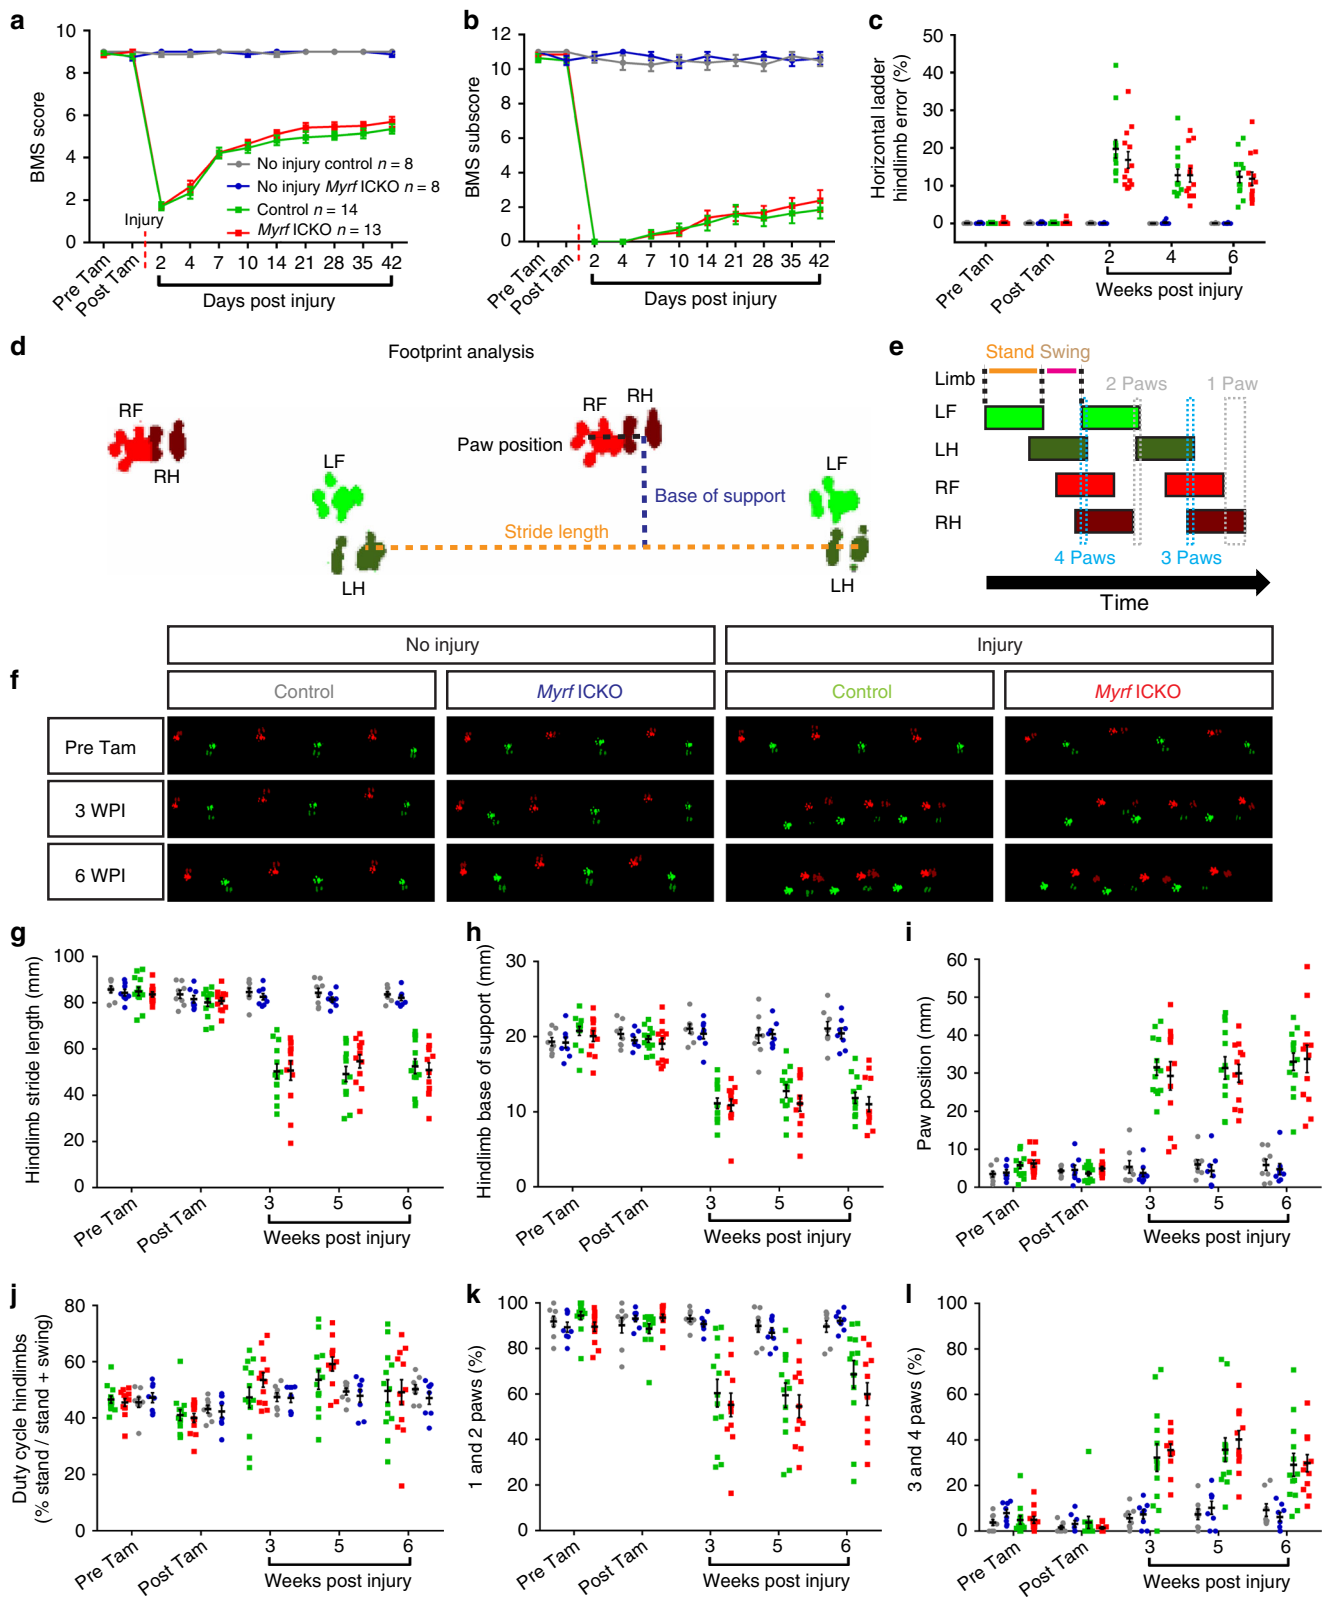 a
BMS score
10
8
6
4
2
0
Injury
No injury control n = 8
No injury Myrf ICKO n = 8
Control n = 14
Myrf ICKO n = 13
Pre Tam
Post Tam
2 4 7 10 14 21 28 35 42
Days post injury
b
BMS subscore
12
10
8
6
4
2
0
Pre Tam
Post Tam
2 4 7 10 14 21 28 35 42
Days post injury
c
Horizontal ladder
hindlimb error (%)
50
40
30
20
10
0
Pre Tam
Post Tam
2 4 6
Weeks post injury
d
Footprint analysis
RF
RH
LF
LH
RF
RH
Paw position
Base of support
Stride length
LF
LH
e
Stand Swing
Limb
2 Paws
1 Paw
LF
LH
RF
RH
4 Paws
3 Paws
Time
f
No injury
Injury
Control
Myrf ICKO
Control
Myrf ICKO
Pre Tam
3 WPI
6 WPI
g
Hindlimb stride length (mm)
100
80
60
40
20
0
Pre Tam
Post Tam
3 5 6
Weeks post injury
h
Hindlimb base of support (mm)
30
20
10
0
Pre Tam
Post Tam
3 5 6
Weeks post injury
i
Paw position (mm)
60
50
40
30
20
10
0
Pre Tam
Post Tam
3 5 6
Weeks post injury
j
Duty cycle hindlimbs
(% stand / stand + swing)
80
60
40
20
0
Pre Tam
Post Tam
3 5 6
Weeks post injury
k
1 and 2 paws (%)
100
80
60
40
20
0
Pre Tam
Post Tam
3 5 6
Weeks post injury
l
3 and 4 paws (%)
100
80
60
40
20
0
Pre Tam
Post Tam
3 5 6
Weeks post injury